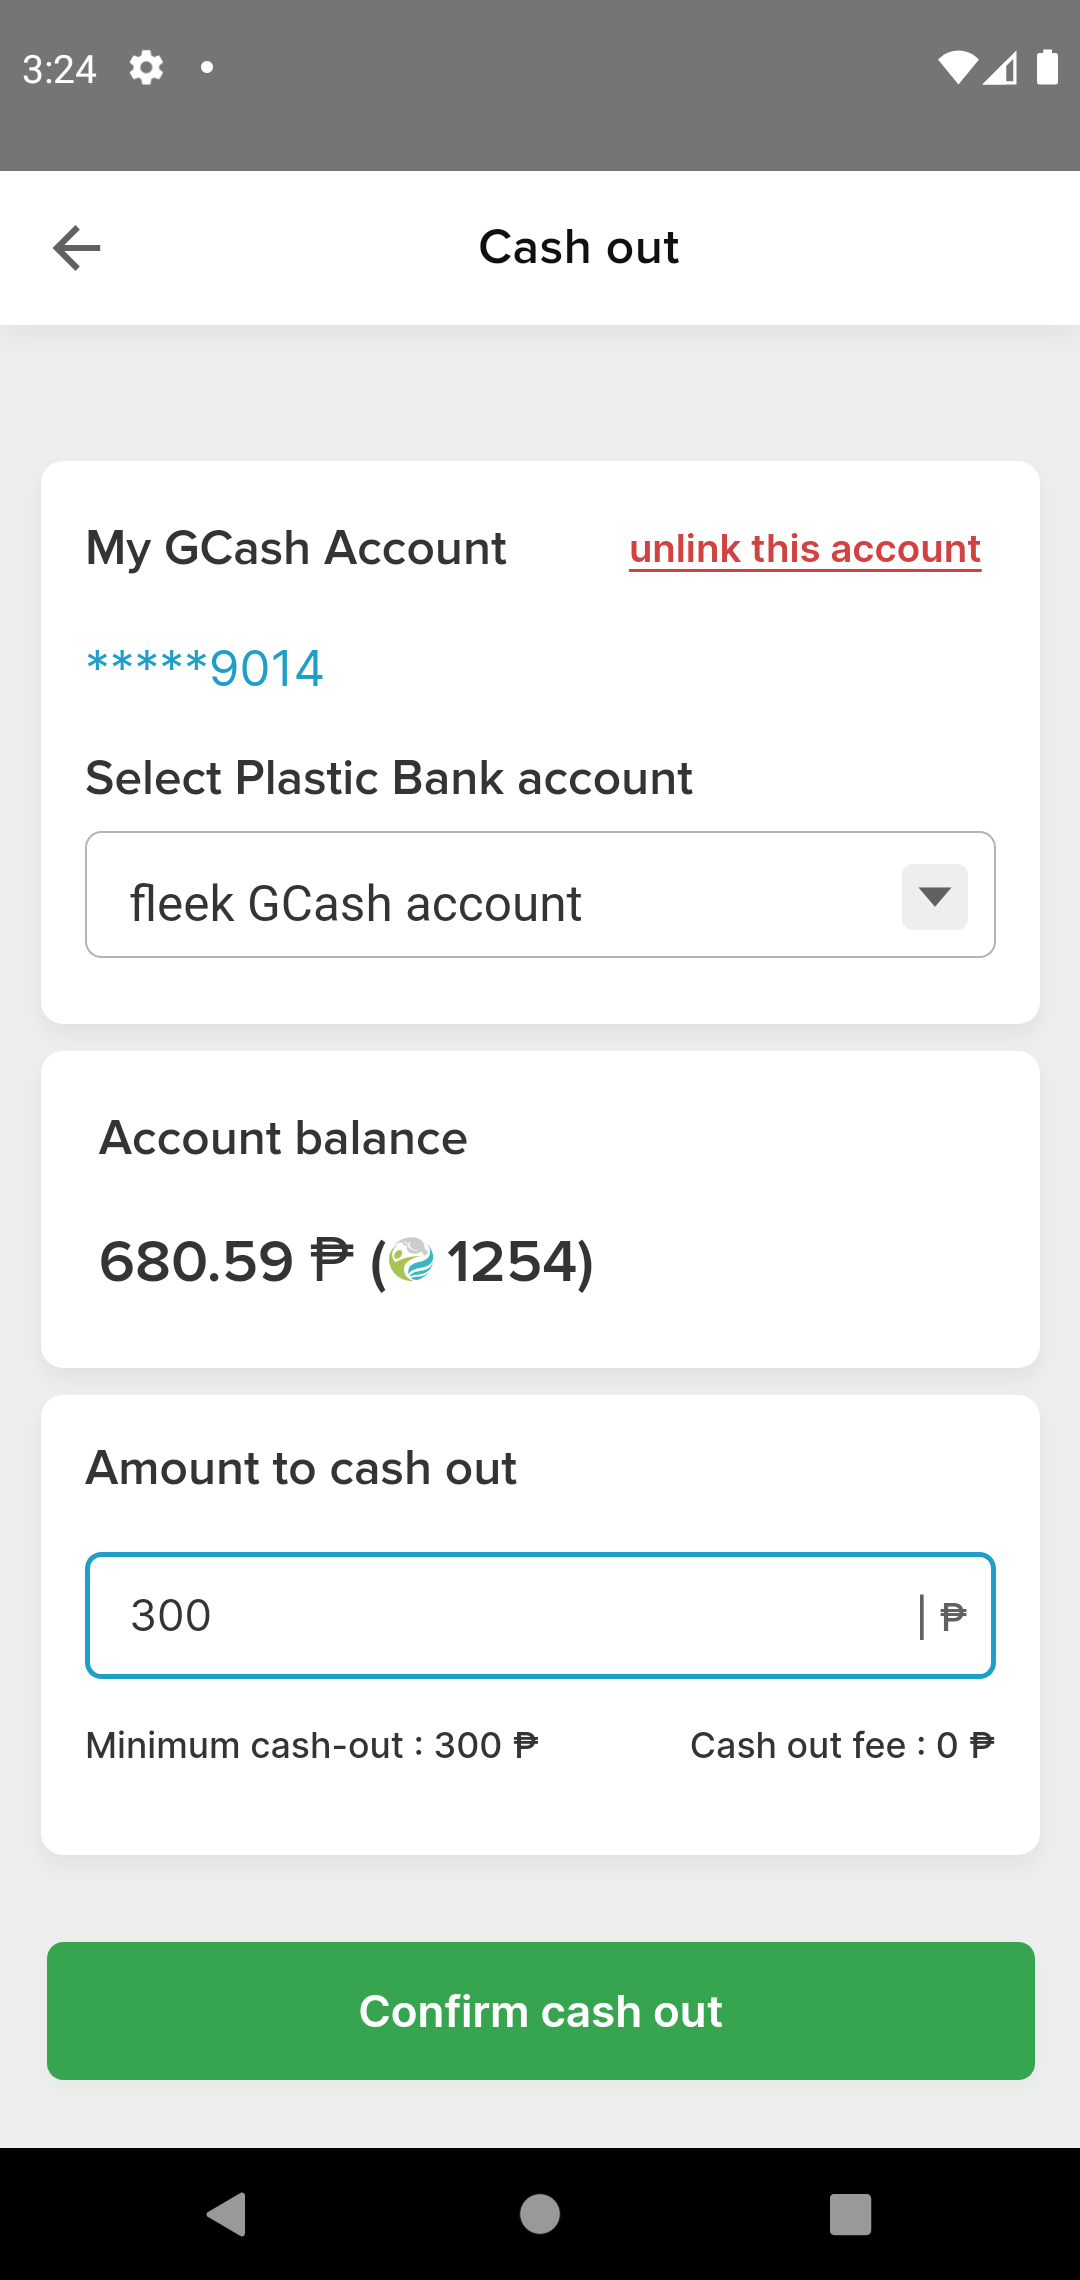 3:24
Cash out
My GCash Account unlink this account
*****9014
Select Plastic Bank account
fleek GCash account
Account balance
680.59 ₱ ( 1254)
Amount to cash out
300 | ₱
Minimum cash-out : 300 ₱ Cash out fee : 0 ₱
Confirm cash out